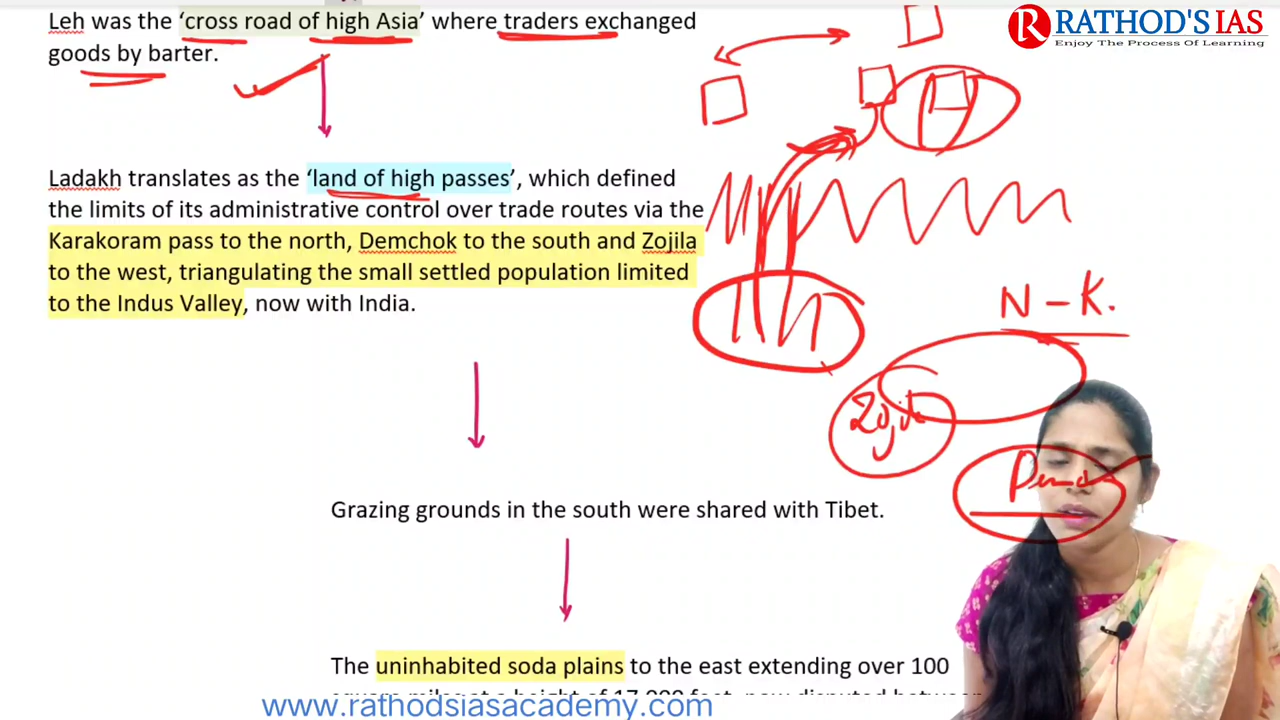 Leh was the ‘cross road of high Asia’ where traders exchanged
goods by barter.
RATHOD'S IAS
Enjoy The Process Of Learning
Ladakh translates as the ‘land of high passes’, which defined
the limits of its administrative control over trade routes via the
Karakoram pass to the north, Demchok to the south and Zojila
to the west, triangulating the small settled population limited
to the Indus Valley, now with India.
N – K.
Grazing grounds in the south were shared with Tibet.
The uninhabited soda plains to the east extending over 100
www.rathodsiasacademy.com